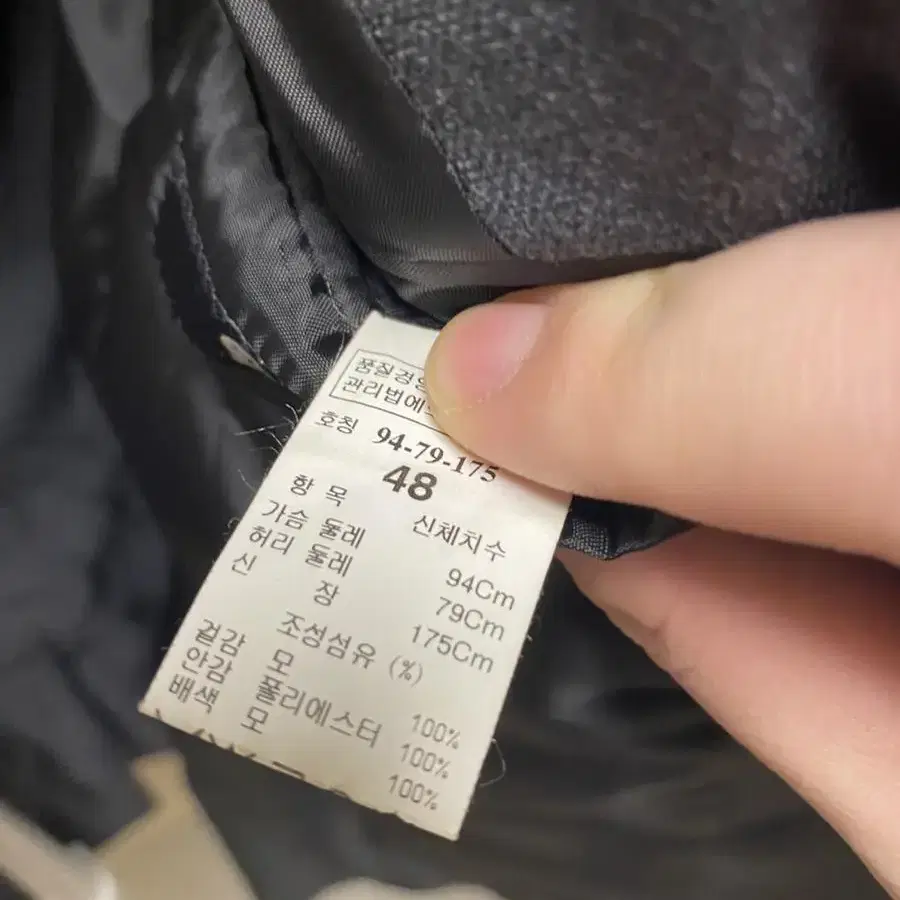 품질경
관리법에
호칭 94-79-175
48
항 목 신체치수
가슴 둘레 94Cm
허리 둘레 79Cm
신 장 175Cm
조성섬유 (%)
겉감 모 100%
안감 폴리에스터 100%
배색 모 100%